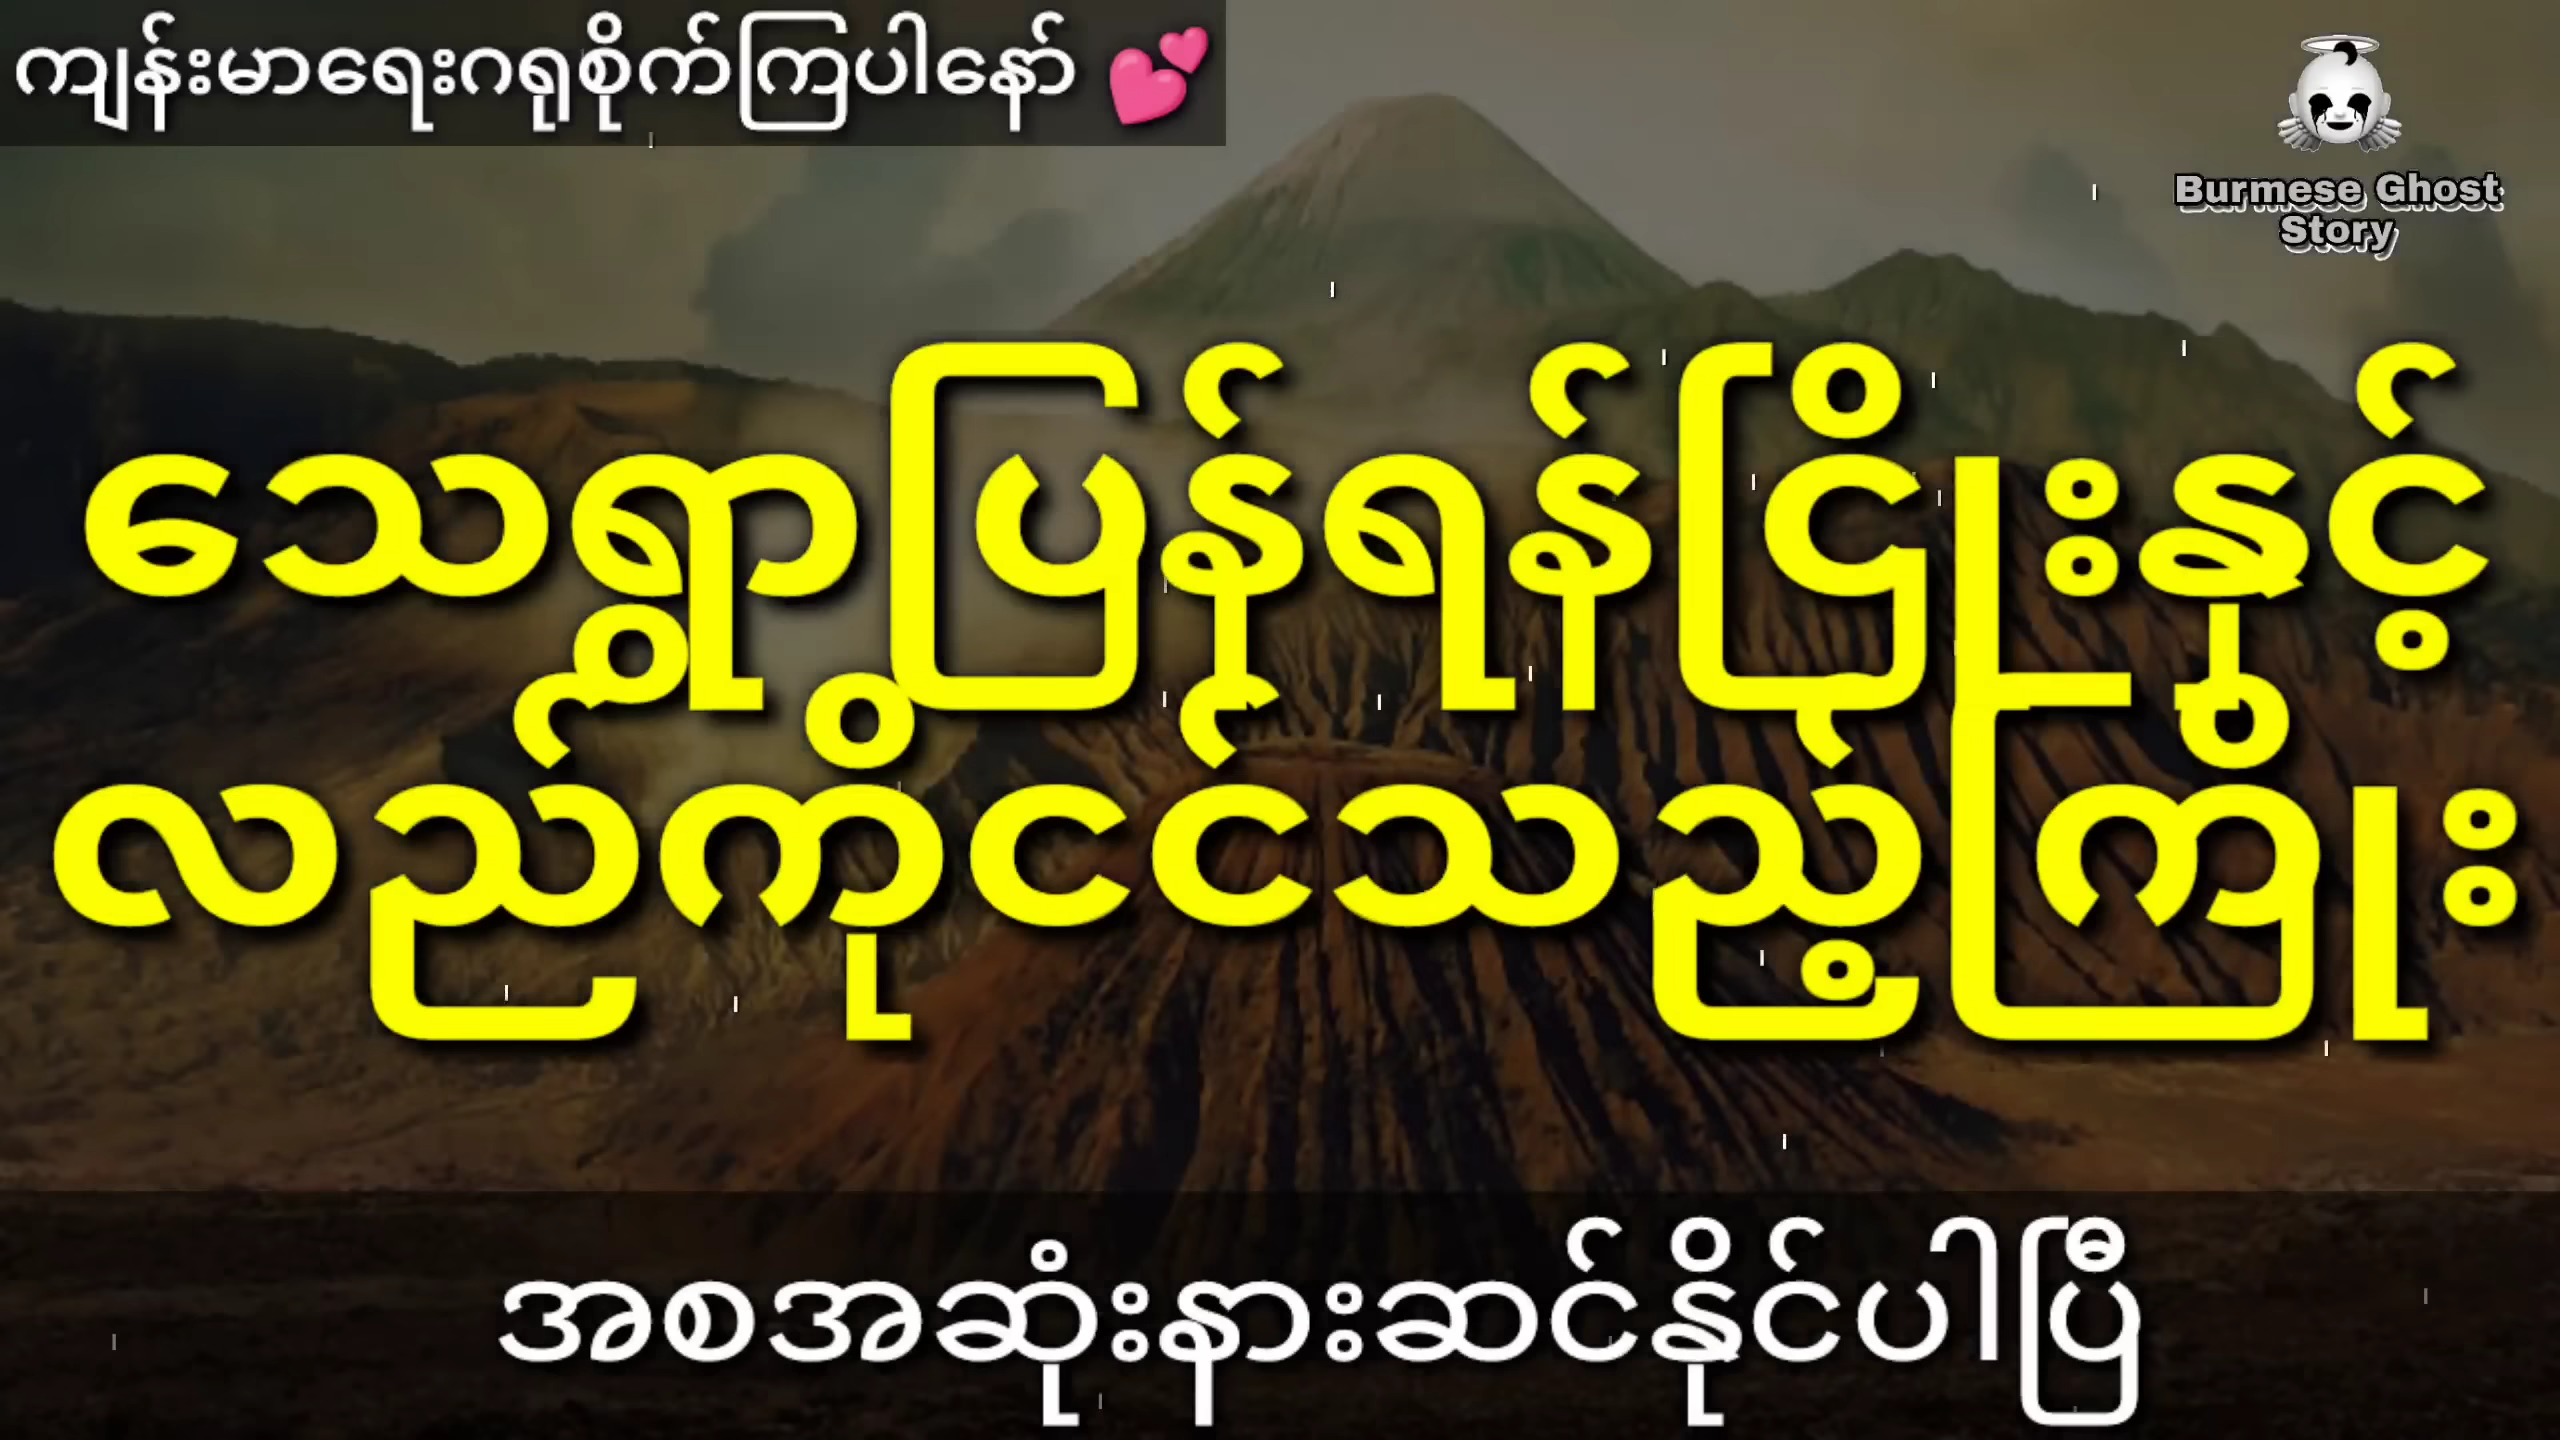 ကျန်းမာရေးဂရုစိုက်ကြပါနော် 💕
Burmese Ghost
Story
သေရွာပြန်ရန်ငြိုးနှင့်
လည်ကုံငင်သည့်ကြိုး
အစအဆုံးနားဆင်နိုင်ပါပြီ